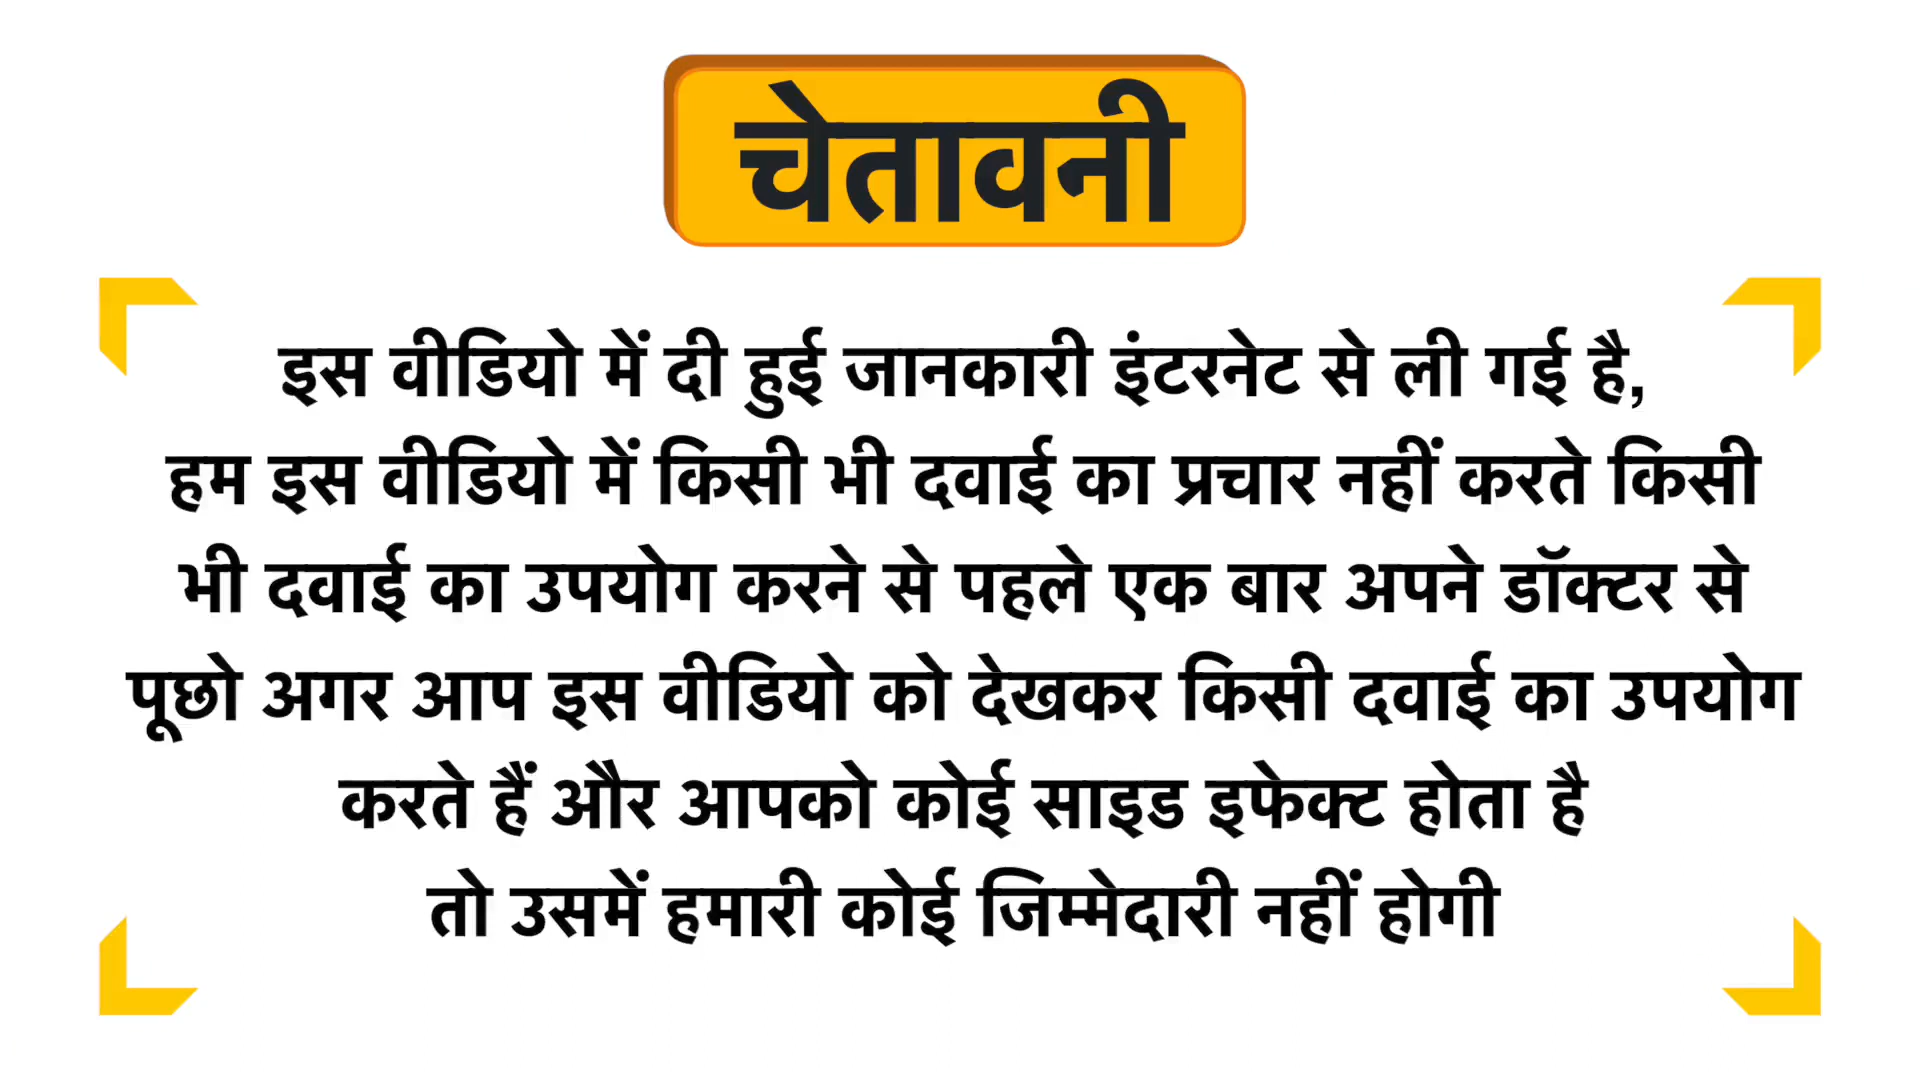 चेतावनी
इस वीडियो में दी हुई जानकारी इंटरनेट से ली गई है,
हम इस वीडियो में किसी भी दवाई का प्रचार नहीं करते किसी
भी दवाई का उपयोग करने से पहले एक बार अपने डॉक्टर से
पूछो अगर आप इस वीडियो को देखकर किसी दवाई का उपयोग
करते हैं और आपको कोई साइड इफेक्ट होता है
तो उसमें हमारी कोई जिम्मेदारी नहीं होगी